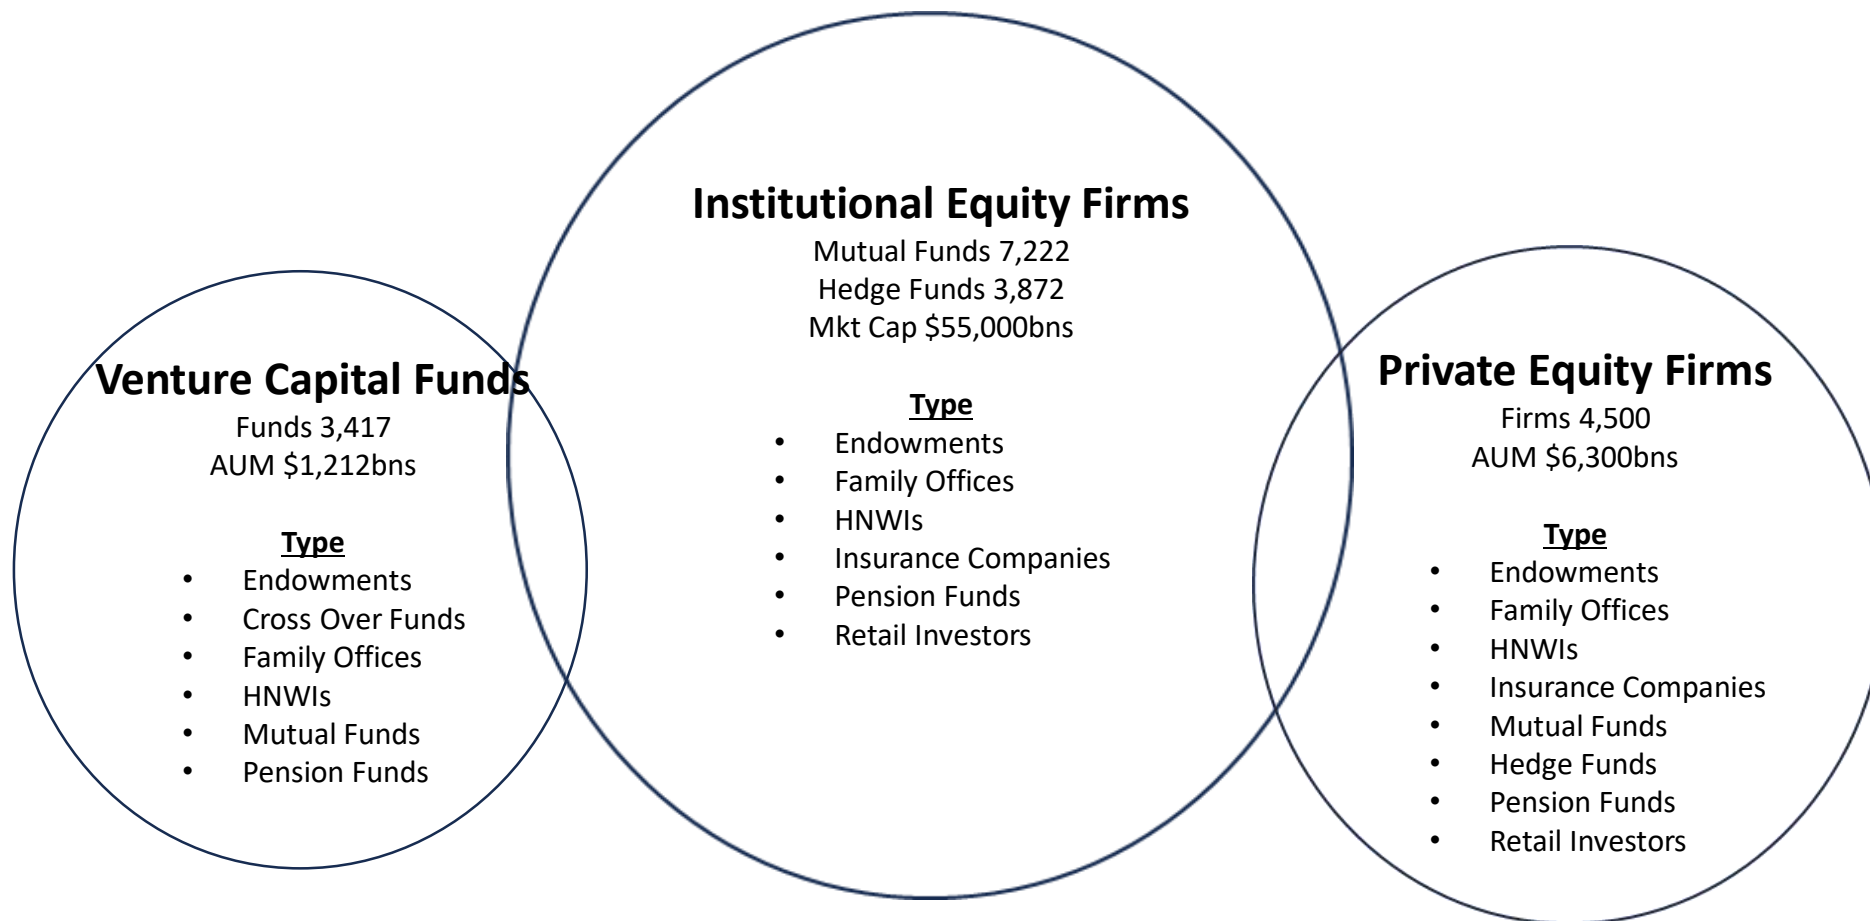 Institutional Equity Firms
Mutual Funds 7,222
Hedge Funds 3,872
Mkt Cap $55,000bns
Type
• Endowments
• Family Offices
• HNWIs
• Insurance Companies
• Pension Funds
• Retail Investors
Venture Capital Funds
Funds 3,417
AUM $1,212bns
Type
• Endowments
• Cross Over Funds
• Family Offices
• HNWIs
• Mutual Funds
• Pension Funds
Private Equity Firms
Firms 4,500
AUM $6,300bns
Type
• Endowments
• Family Offices
• HNWIs
• Insurance Companies
• Mutual Funds
• Hedge Funds
• Pension Funds
• Retail Investors